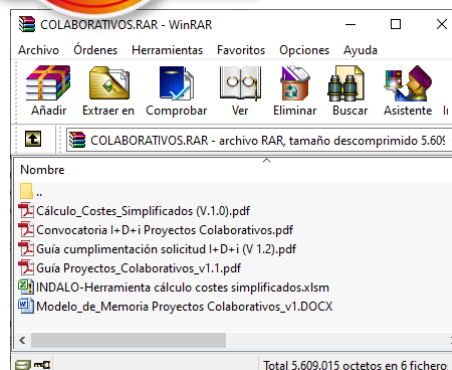 COLABORATIVOS.RAR - WinRAR
Archivo Órdenes Herramientas Favoritos Opciones Ayuda
Añadir Extraer en Comprobar Ver Eliminar Buscar Asistente
COLABORATIVOS.RAR - archivo RAR, tamaño descomprimido 5.609
Nombre
..
Cálculo_Costes_Simplificados (V.1.0).pdf
Convocatoria I+D+i Proyectos Colaborativos.pdf
Guía cumplimentación solicitud I+D+i (V 1.2).pdf
Guía Proyectos_Colaborativos_v1.1.pdf
INDALO-Herramienta cálculo costes simplificados.xlsm
Modelo_de_Memoria Proyectos Colaborativos_v1.DOCX
Total 5.609.015 octetos en 6 fichero